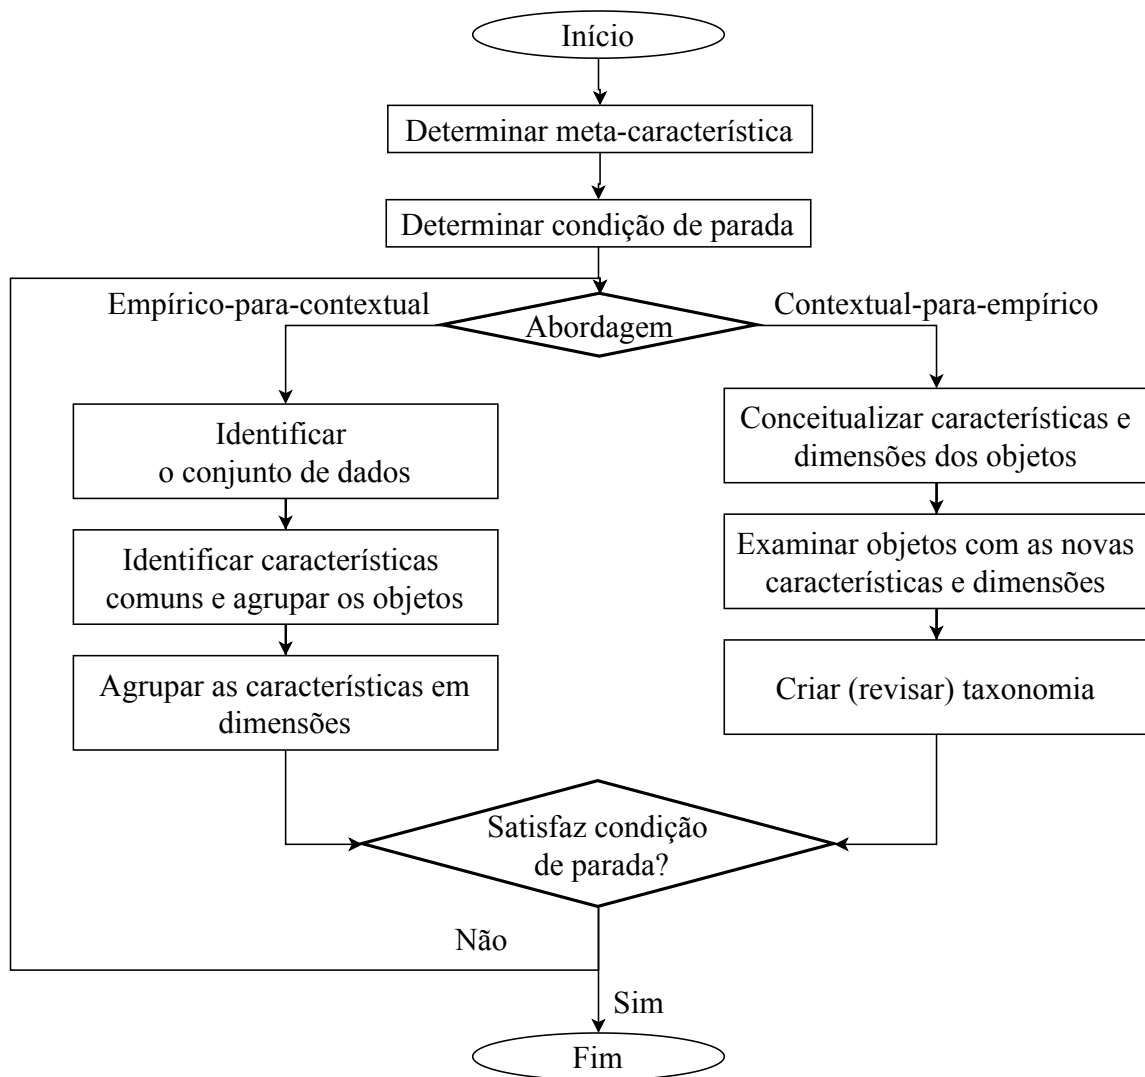 Início
Determinar meta-característica
Determinar condição de parada
Empírico-para-contextual
Contextual-para-empírico
Abordagem
Identificar
o conjunto de dados
Identificar características
comuns e agrupar os objetos
Agrupar as características em
dimensões
Conceitualizar características e
dimensões dos objetos
Examinar objetos com as novas
características e dimensões
Criar (revisar) taxonomia
Satisfaz condição
de parada?
Não
Sim
Fim